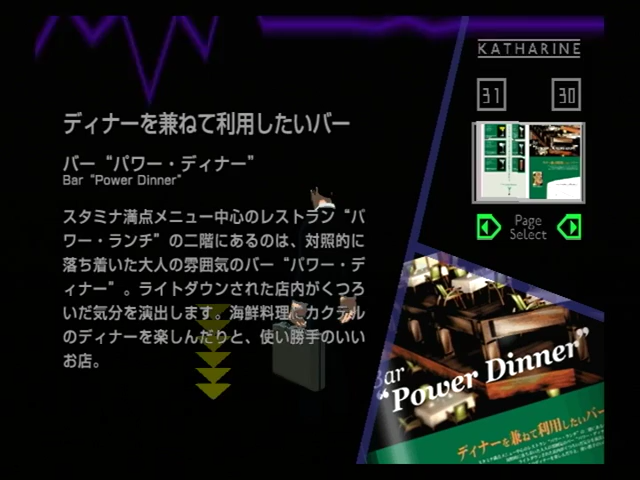 KATHARINE
31 30
ディナーを兼ねて利用したいバー
バー“パワー・ディナー”
Bar “Power Dinner”
スタミナ満点メニュー中心のレストラン“パ
ワー・ランチ”の二階にあるのは、対照的に
落ち着いた大人の雰囲気のバー“パワー・デ
ィナー”。ライトダウンされた店内がくつろ
いだ気分を演出します。海鮮料理にカクテル
のディナーを楽しんだりと、使い勝手のいい
お店。
Page
Select
Bar
“Power Dinner”
ディナーを兼ねて利用したいバー